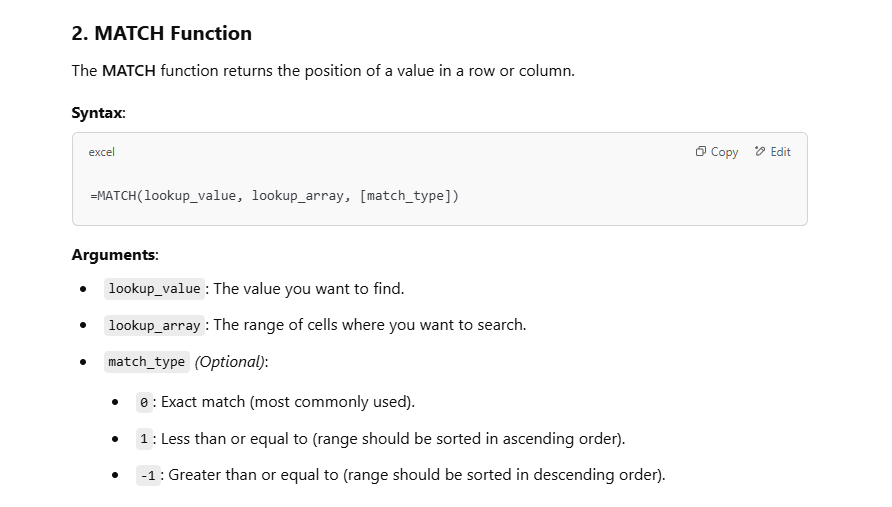 2. MATCH Function
The MATCH function returns the position of a value in a row or column.
Syntax:
excel
Copy
Edit
=MATCH(lookup_value, lookup_array, [match_type])
Arguments:
• lookup_value: The value you want to find.
• lookup_array: The range of cells where you want to search.
• match_type (Optional):
• 0: Exact match (most commonly used).
• 1: Less than or equal to (range should be sorted in ascending order).
• -1: Greater than or equal to (range should be sorted in descending order).